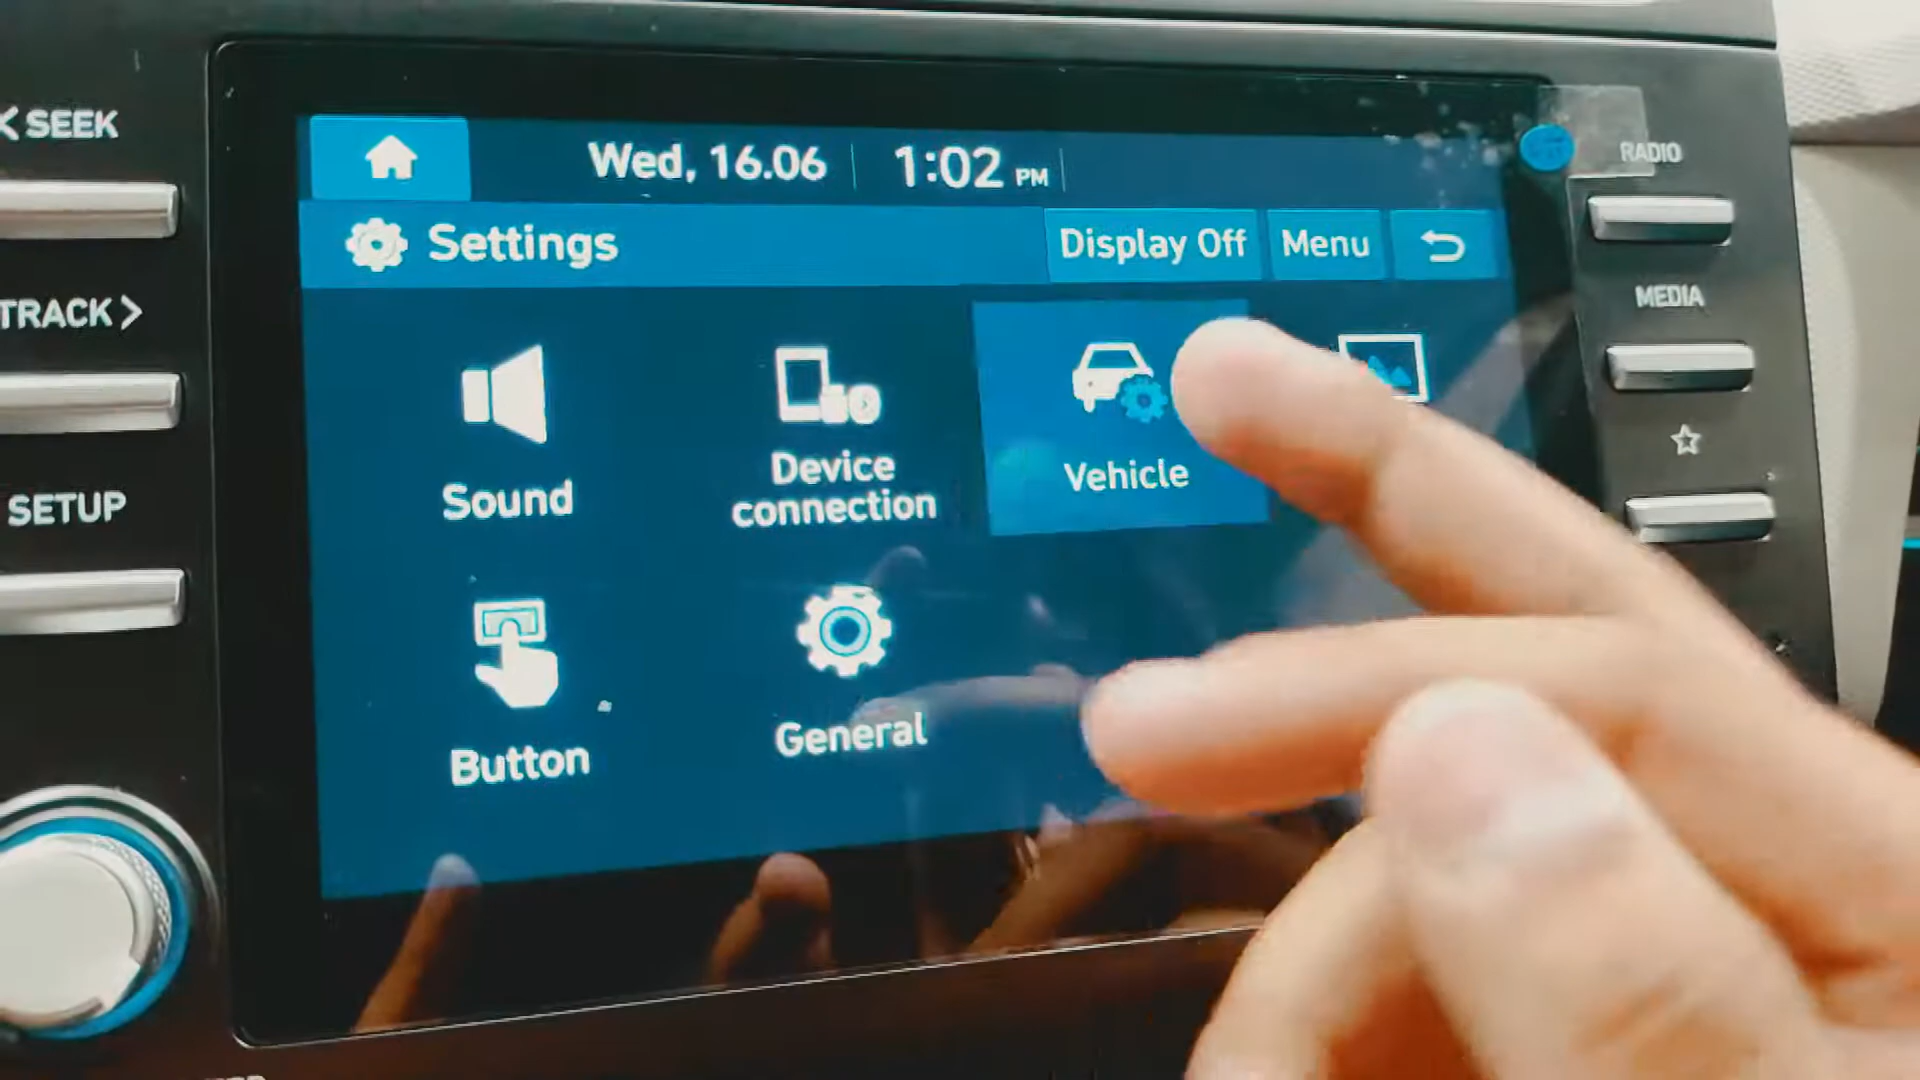 < SEEK
TRACK >
SETUP
Wed, 16.06
1:02 PM
Settings
Display Off
Menu
Sound
Device
connection
Vehicle
Button
General
RADIO
MEDIA